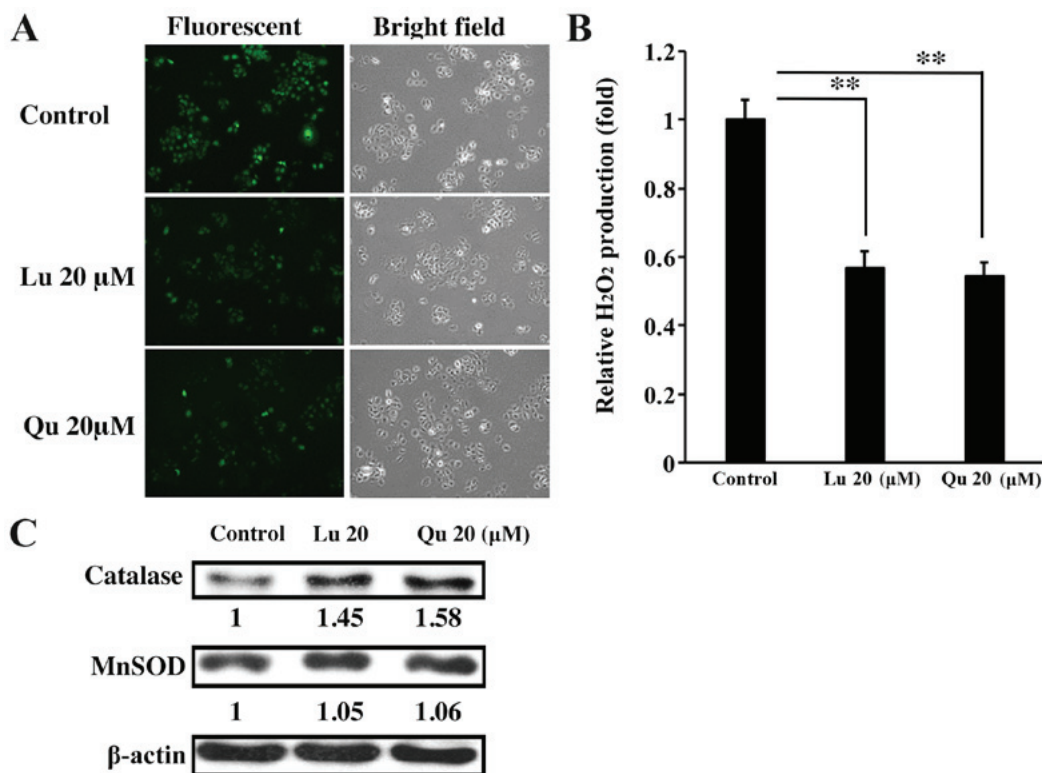 A
Fluorescent
Bright field
Control
Lu 20 μM
Qu 20μM
B
Relative H₂O₂ production (fold)
1.2
1
0.8
0.6
0.4
0.2
0
**
**
Control
Lu 20 (μM)
Qu 20 (μM)
C
Control Lu 20 Qu 20 (μM)
Catalase
1 1.45 1.58
MnSOD
1 1.05 1.06
β-actin